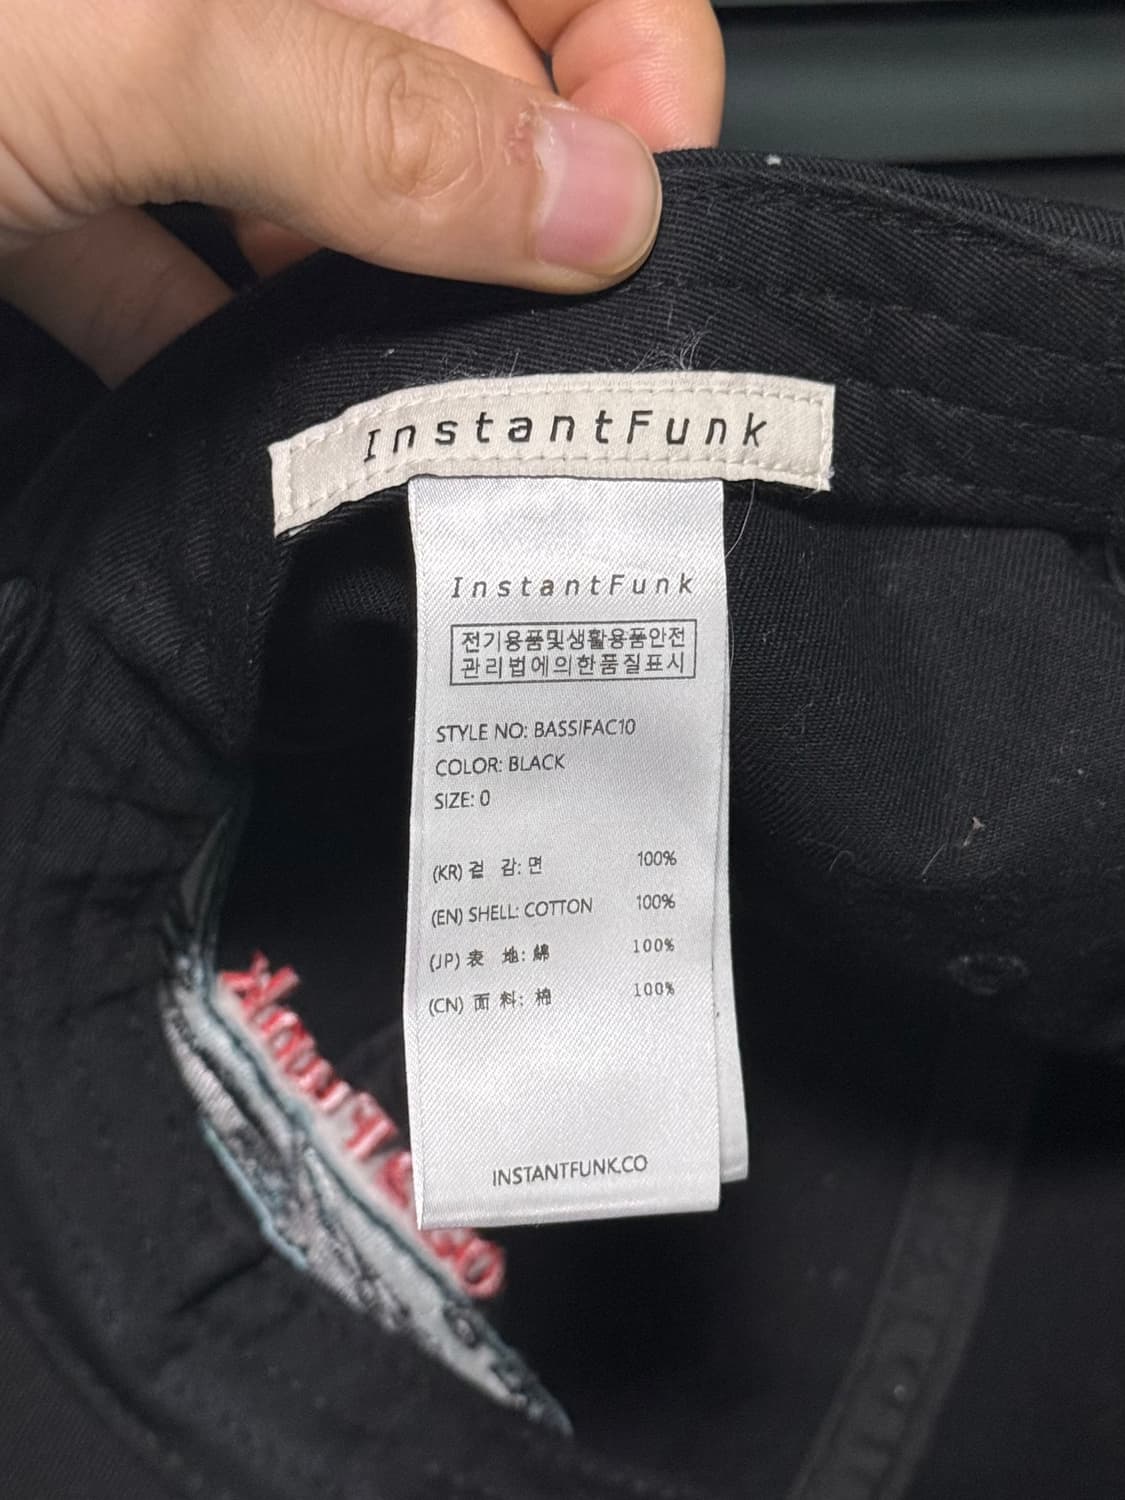 InstantFunk
InstantFunk
전기용품및생활용품안전
관리법에의한품질표시
STYLE NO: BASSIFAC10
COLOR: BLACK
SIZE: 0
(KR) 겉 감: 면 100%
(EN) SHELL: COTTON 100%
(JP) 表 地: 綿 100%
(CN) 面 料: 棉 100%
INSTANTFUNK.CO